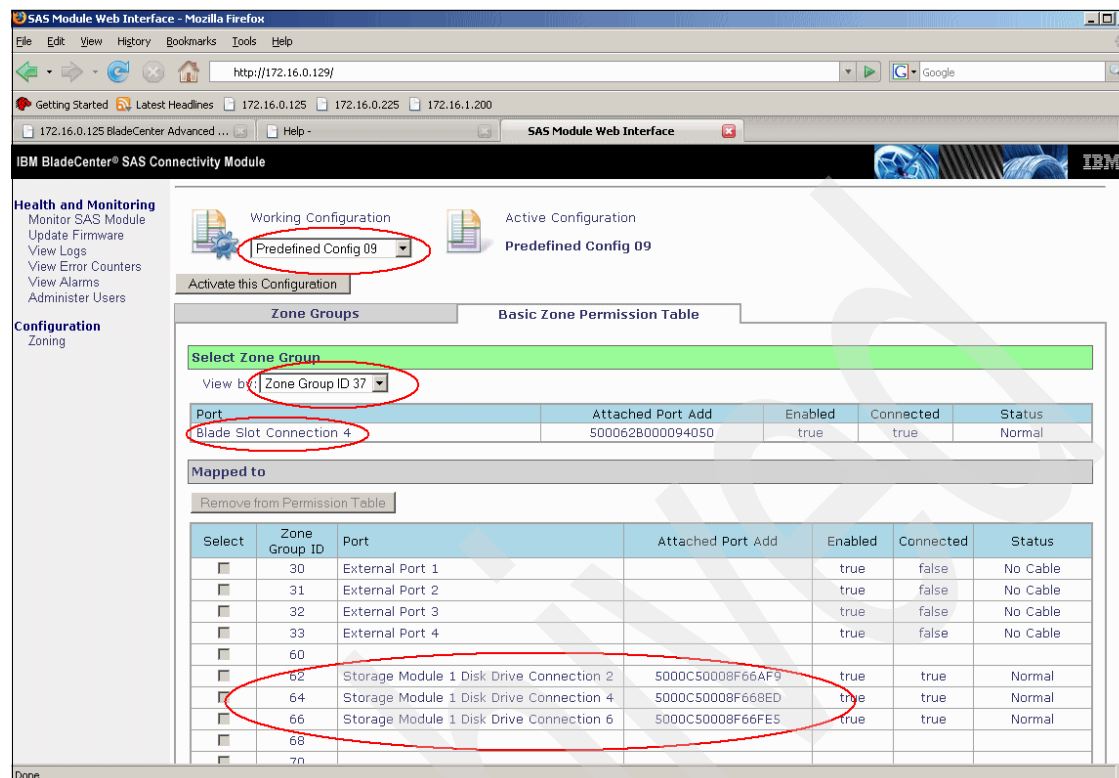 SAS Module Web Interface - Mozilla Firefox
File Edit View History Bookmarks Tools Help
http://172.16.0.129/
Google
Getting Started Latest Headlines 172.16.0.125 172.16.0.225 172.16.1.200
172.16.0.125 BladeCenter Advanced ... Help - SAS Module Web Interface
IBM BladeCenter® SAS Connectivity Module
IBM
Health and Monitoring
Monitor SAS Module
Update Firmware
View Logs
View Error Counters
View Alarms
Administer Users
Configuration
Zoning
Working Configuration
Predefined Config 09
Active Configuration
Predefined Config 09
Activate this Configuration
Zone Groups Basic Zone Permission Table
Select Zone Group
View by: Zone Group ID 37
Port Attached Port Add Enabled Connected Status
Blade Slot Connection 4 500062B000094050 true true Normal
Mapped to
Remove from Permission Table
Select Zone Group ID Port Attached Port Add Enabled Connected Status
30 External Port 1 true false No Cable
31 External Port 2 true false No Cable
32 External Port 3 true false No Cable
33 External Port 4 true false No Cable
60
62 Storage Module 1 Disk Drive Connection 2 5000C50008F66AF9 true true Normal
64 Storage Module 1 Disk Drive Connection 4 5000C50008F668ED true true Normal
66 Storage Module 1 Disk Drive Connection 6 5000C50008F66FE5 true true Normal
68
70
Done